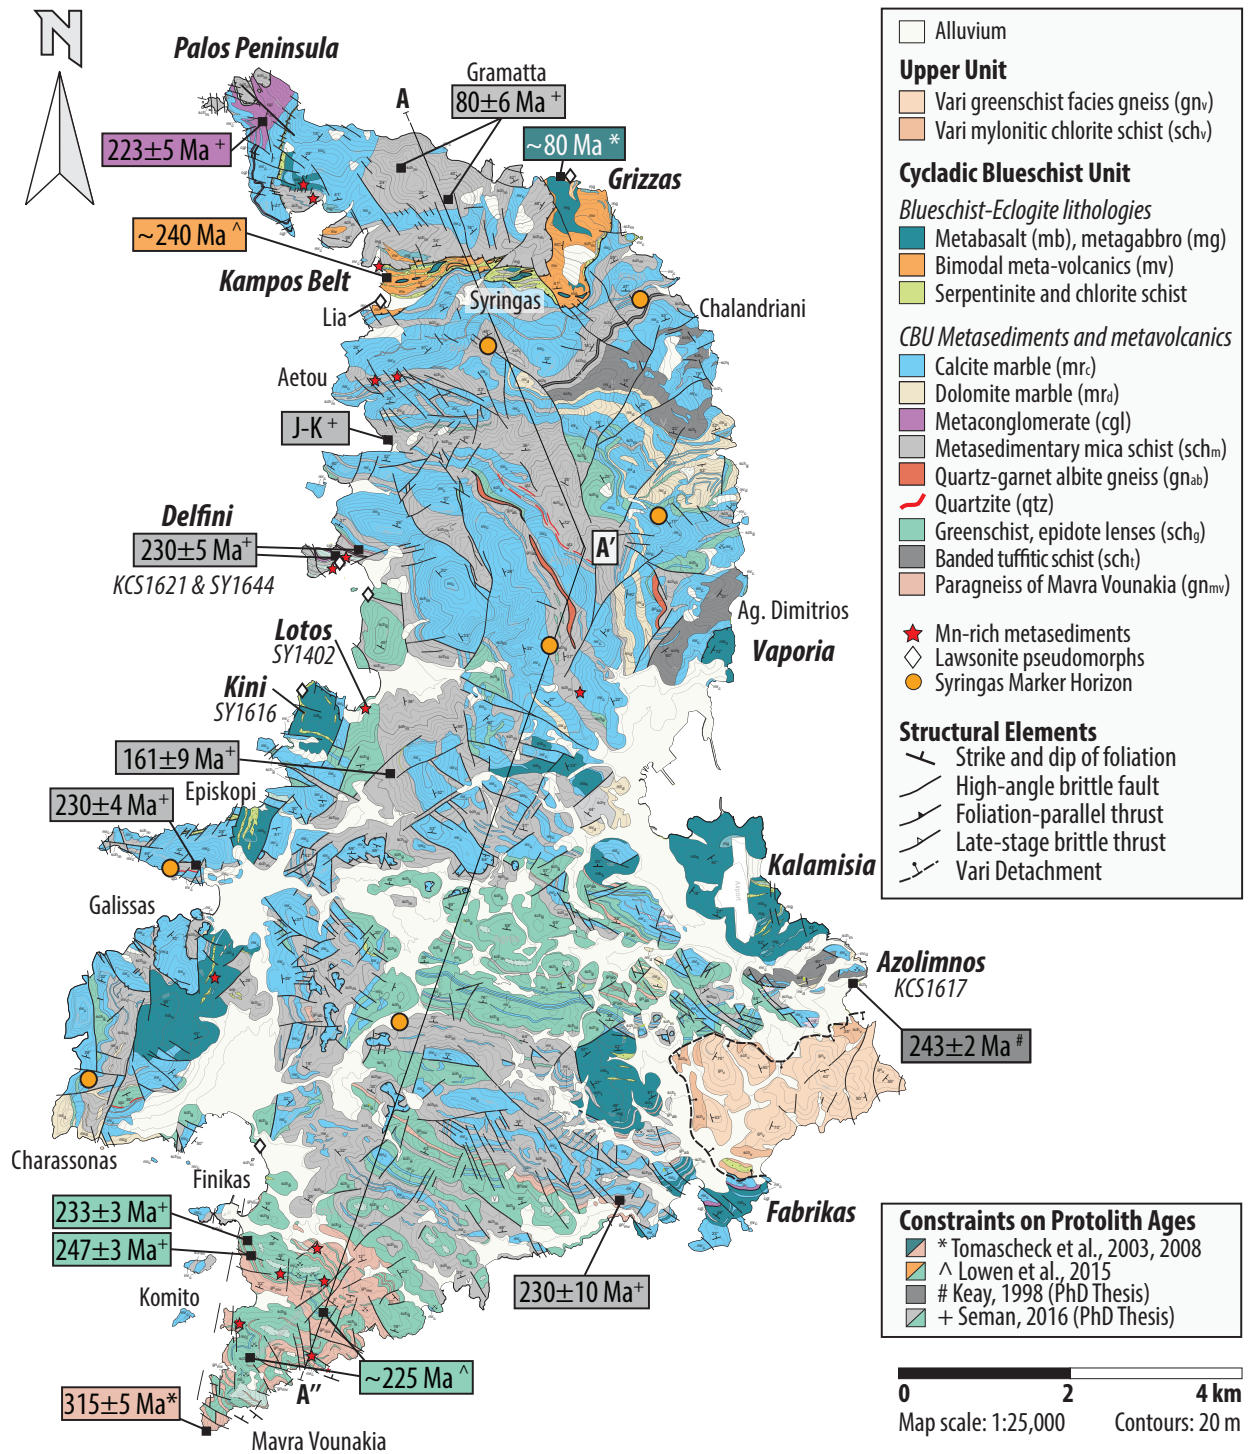 N
Palos Peninsula
Gramatta
80±6 Ma +
A
223±5 Ma +
~80 Ma *
Grizzas
~240 Ma ^
Kampos Belt
Syringas
Lia
Chalandriani
Aetou
J-K +
Delfini
230±5 Ma+
KCS1621 & SY1644
A'
Ag. Dimitrios
Vaporia
Lotos
SY1402
Kini
SY1616
161±9 Ma+
Episkopi
230±4 Ma+
Kalamisia
Airport
Galissas
Azolimnos
KCS1617
243±2 Ma #
Charassonas
Finikas
Fabrikas
233±3 Ma+
247±3 Ma+
230±10 Ma+
Komito
~225 Ma ^
A''
315±5 Ma*
Mavra Vounakia
Alluvium
Upper Unit
Vari greenschist facies gneiss (gnv)
Vari mylonitic chlorite schist (schv)
Cycladic Blueschist Unit
Blueschist-Eclogite lithologies
Metabasalt (mb), metagabbro (mg)
Bimodal meta-volcanics (mv)
Serpentinite and chlorite schist
CBU Metasediments and metavolcanics
Calcite marble (mrc)
Dolomite marble (mrd)
Metaconglomerate (cgl)
Metasedimentary mica schist (schm)
Quartz-garnet albite gneiss (gnab)
Quartzite (qtz)
Greenschist, epidote lenses (schg)
Banded tuffitic schist (scht)
Paragneiss of Mavra Vounakia (gnmv)
Mn-rich metasediments
Lawsonite pseudomorphs
Syringas Marker Horizon
Structural Elements
Strike and dip of foliation
High-angle brittle fault
Foliation-parallel thrust
Late-stage brittle thrust
Vari Detachment
Constraints on Protolith Ages
* Tomascheck et al., 2003, 2008
^ Lowen et al., 2015
# Keay, 1998 (PhD Thesis)
+ Seman, 2016 (PhD Thesis)
0 2 4 km
Map scale: 1:25,000 Contours: 20 m